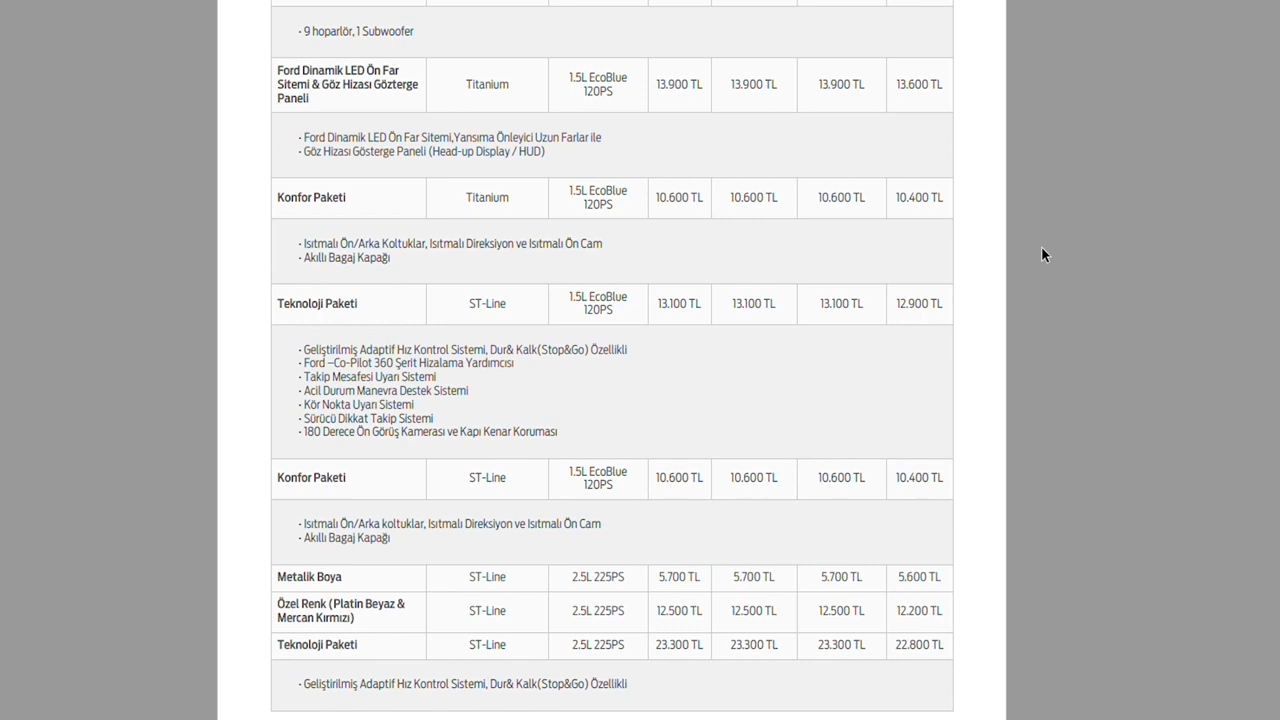 · 9 hoparlör, 1 Subwoofer
Ford Dinamik LED Ön Far
Sitemi & Göz Hizası Gözterge
Paneli
Titanium
1.5L EcoBlue
120PS
13.900 TL
13.900 TL
13.900 TL
13.600 TL
· Ford Dinamik LED Ön Far Sitemi,Yansıma Önleyici Uzun Farlar ile
· Göz Hizası Gösterge Paneli (Head-up Display / HUD)
Konfor Paketi
Titanium
1.5L EcoBlue
120PS
10.600 TL
10.600 TL
10.600 TL
10.400 TL
· Isıtmalı Ön/Arka Koltuklar, Isıtmalı Direksiyon ve Isıtmalı Ön Cam
· Akıllı Bagaj Kapağı
Teknoloji Paketi
ST-Line
1.5L EcoBlue
120PS
13.100 TL
13.100 TL
13.100 TL
12.900 TL
· Geliştirilmiş Adaptif Hız Kontrol Sistemi, Dur& Kalk(Stop&Go) Özellikli
· Ford –Co-Pilot 360 Şerit Hizalama Yardımcısı
· Takip Mesafesi Uyarı Sistemi
· Acil Durum Manevra Destek Sistemi
· Kör Nokta Uyarı Sistemi
· Sürücü Dikkat Takip Sistemi
· 180 Derece Ön Görüş Kamerası ve Kapı Kenar Koruması
Konfor Paketi
ST-Line
1.5L EcoBlue
120PS
10.600 TL
10.600 TL
10.600 TL
10.400 TL
· Isıtmalı Ön/Arka koltuklar, Isıtmalı Direksiyon ve Isıtmalı Ön Cam
· Akıllı Bagaj Kapağı
Metalik Boya
ST-Line
2.5L 225PS
5.700 TL
5.700 TL
5.700 TL
5.600 TL
Özel Renk (Platin Beyaz &
Mercan Kırmızı)
ST-Line
2.5L 225PS
12.500 TL
12.500 TL
12.500 TL
12.200 TL
Teknoloji Paketi
ST-Line
2.5L 225PS
23.300 TL
23.300 TL
23.300 TL
22.800 TL
· Geliştirilmiş Adaptif Hız Kontrol Sistemi, Dur& Kalk(Stop&Go) Özellikli